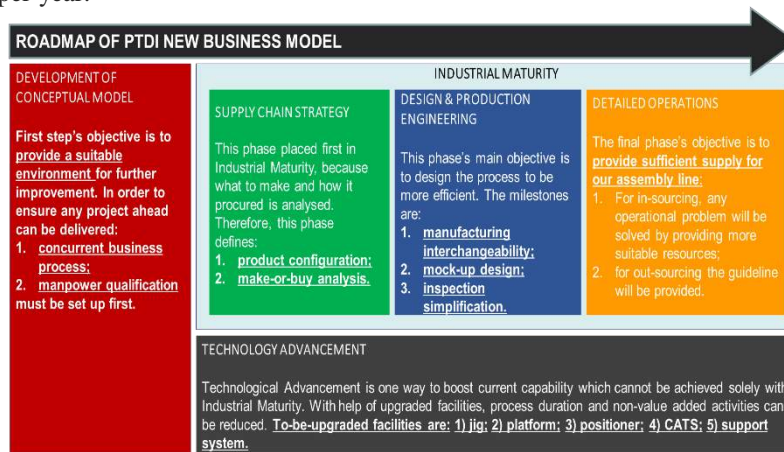 per year.
ROADMAP OF PTDI NEW BUSINESS MODEL
DEVELOPMENT OF
CONCEPTUAL MODEL
First step's objective is to
provide a suitable
environment for further
improvement. In order to
ensure any project ahead
can be delivered:
1. concurrent business
process;
2. manpower qualification
must be set up first.
INDUSTRIAL MATURITY
SUPPLY CHAIN STRATEGY
This phase placed first in
Industrial Maturity, because
what to make and how it
procured is analysed.
Therefore, this phase
defines:
1. product configuration;
2. make-or-buy analysis.
DESIGN & PRODUCTION
ENGINEERING
This phase's main objective is
to design the process to be
more efficient. The milestones
are:
1. manufacturing
interchangeability;
2. mock-up design;
3. inspection
simplification.
DETAILED OPERATIONS
The final phase's objective is to
provide sufficient supply for
our assembly line:
1. For in-sourcing, any
operational problem will be
solved by providing more
suitable resources;
2. for out-sourcing the guideline
will be provided.
TECHNOLOGY ADVANCEMENT
Technological Advancement is one way to boost current capability which cannot be achieved solely with
Industrial Maturity. With help of upgraded facilities, process duration and non-value added activities can
be reduced. To-be-upgraded facilities are: 1) jig; 2) platform; 3) positioner; 4) CATS; 5) support
system.